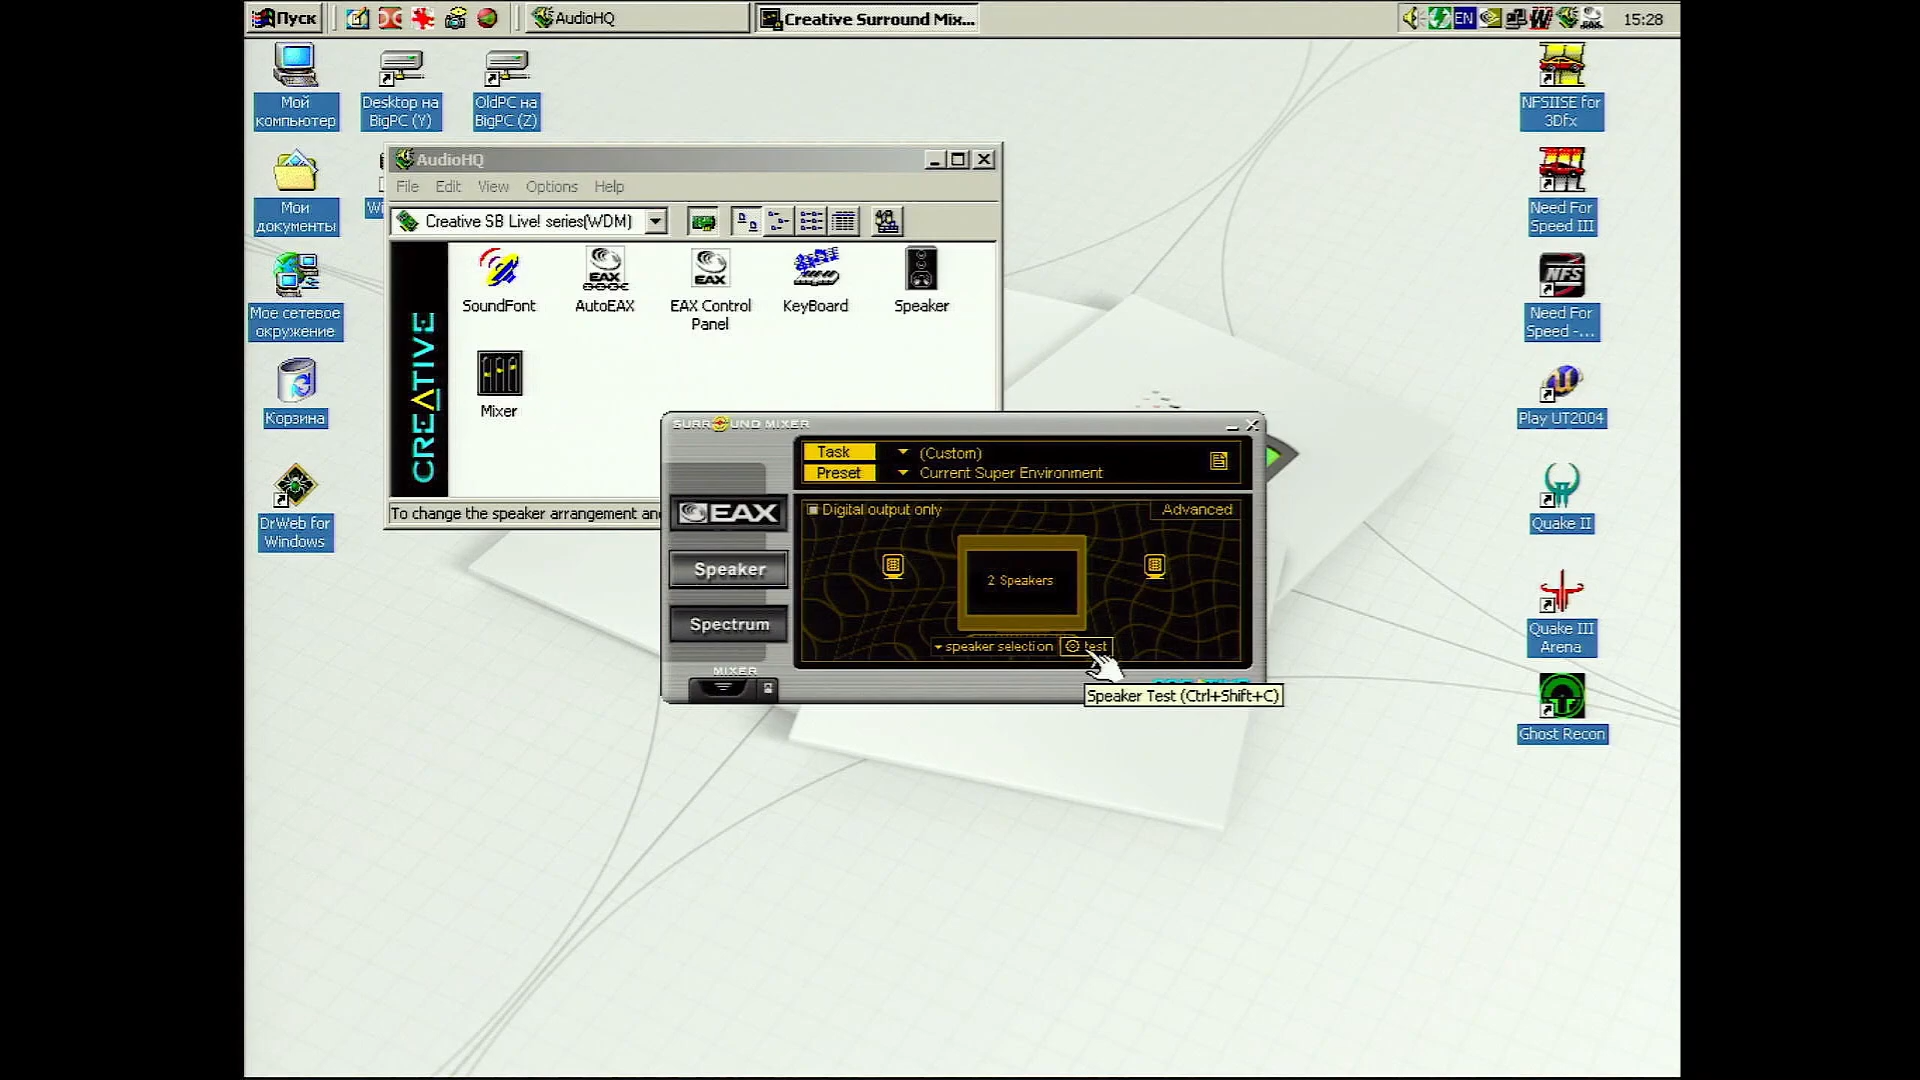 Пуск
AudioHQ
Creative Surround Mix...
EN
15:28
Мой
компьютер
Desktop на
BigPC (Y)
OldPC на
BigPC (Z)
NFSIISE for
3Dfx
Мои
документы
Wi
AudioHQ
File Edit View Options Help
Creative SB Live! series(WDM)
CREATIVE
SoundFont
EAX
AutoEAX
EAX
EAX Control
Panel
KeyBoard
Speaker
Mixer
To change the speaker arrangement an
Need For
Speed III
Мое сетевое
окружение
NFS
Need For
Speed -...
Корзина
Play UT2004
DrWeb for
Windows
Quake II
Quake III
Arena
Ghost Recon
SURROUND MIXER
Task (Custom)
Preset Current Super Environment
EAX
Speaker
Spectrum
MIXER
Digital output only
Advanced
2 Speakers
speaker selection
test
Speaker Test (Ctrl+Shift+C)